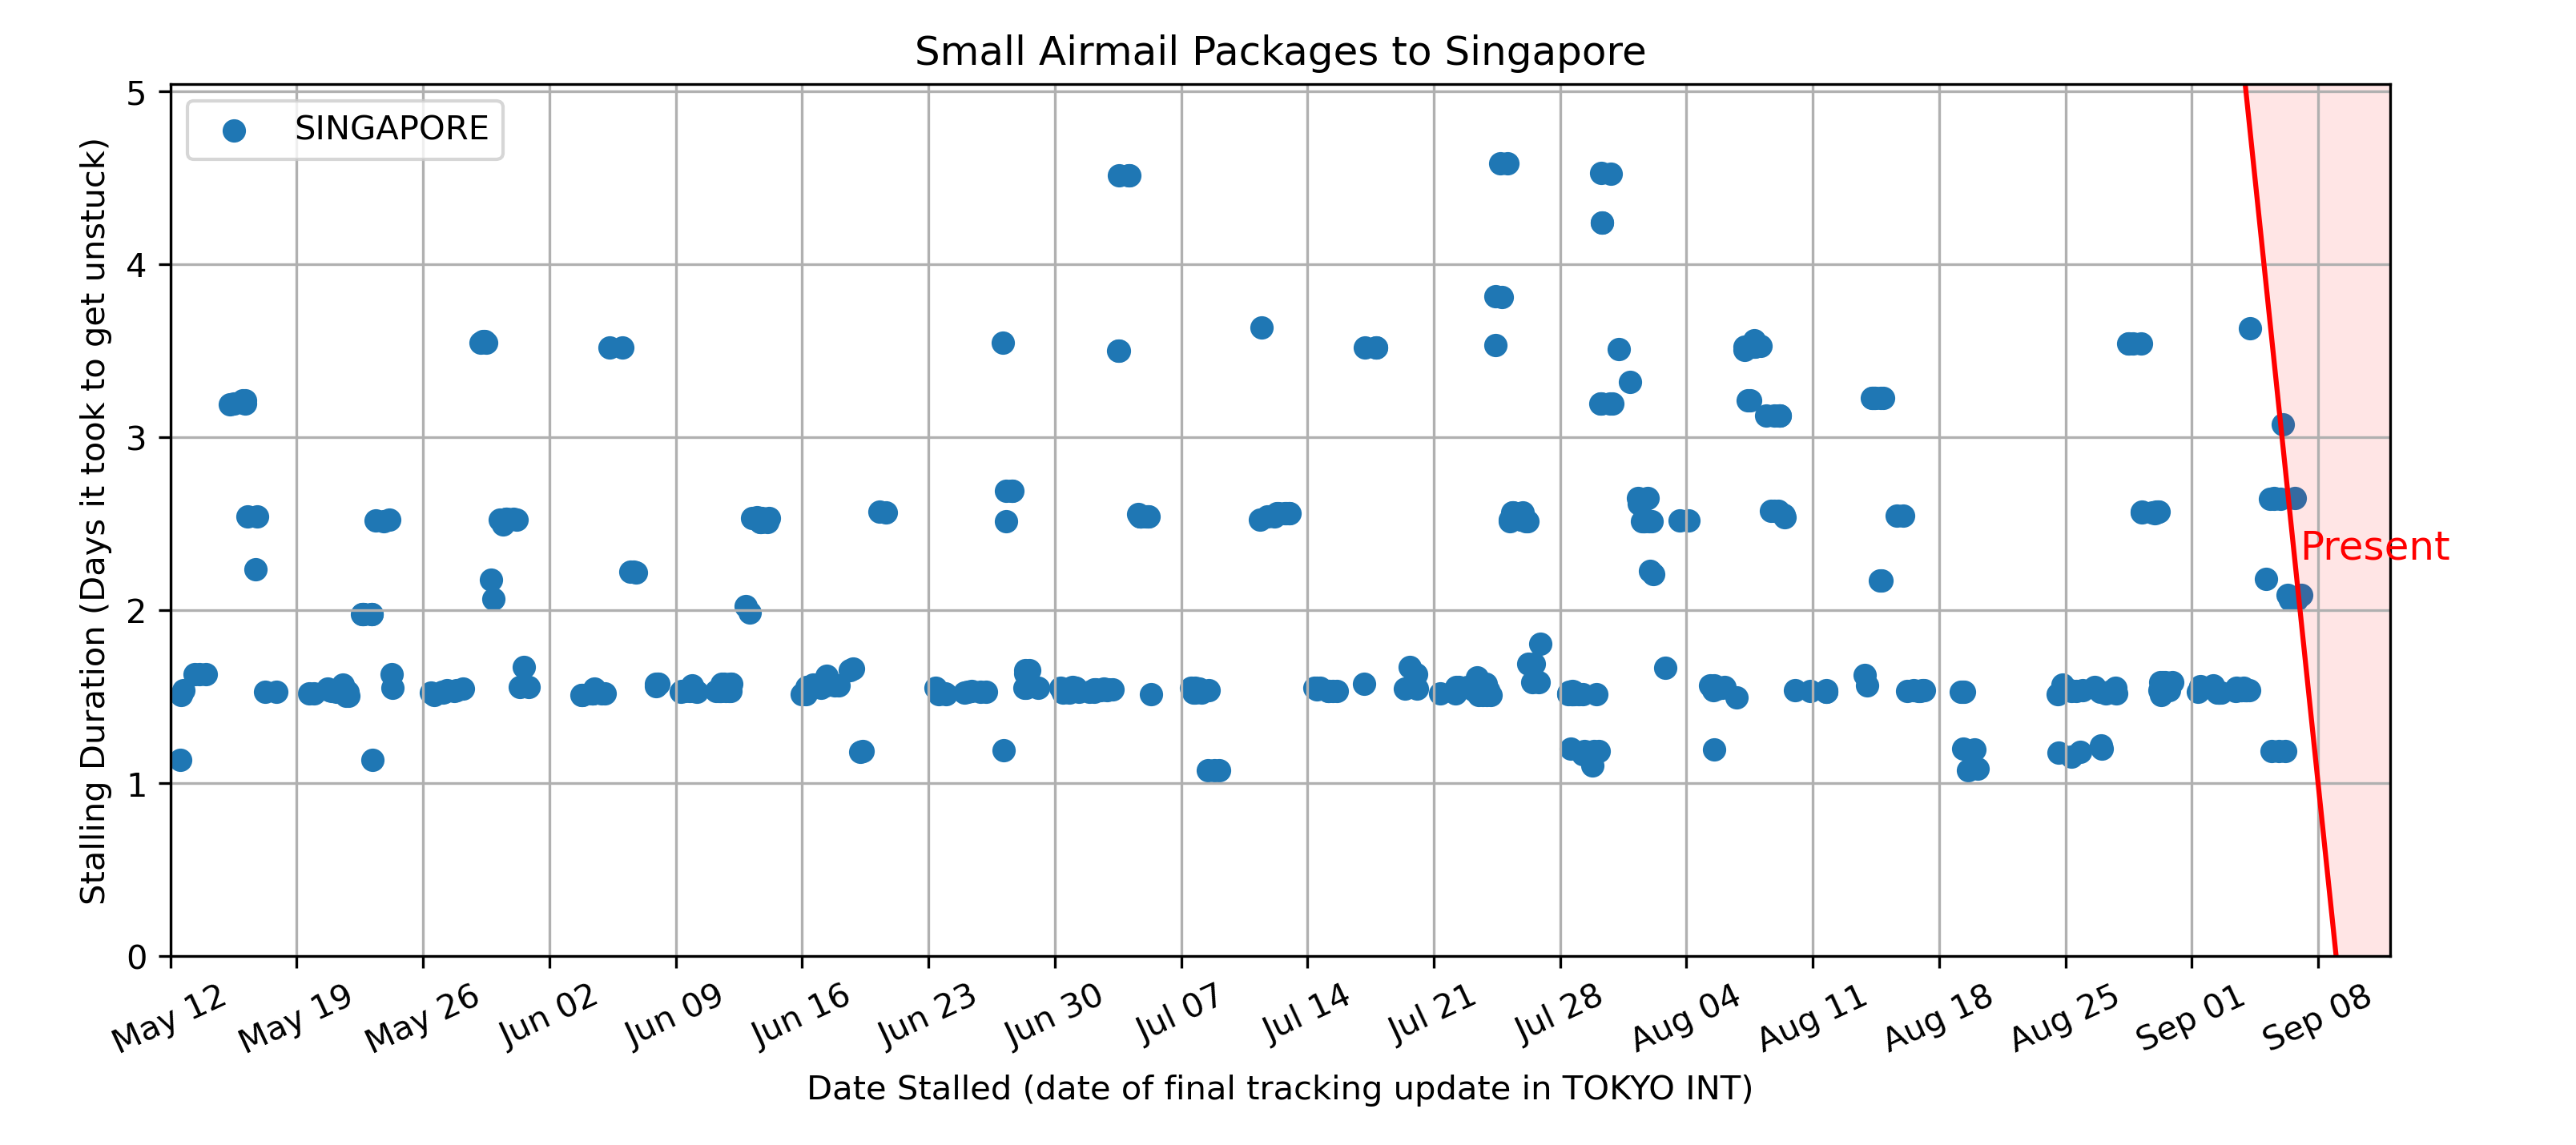 Small Airmail Packages to Singapore
SINGAPORE
Stalling Duration (Days it took to get unstuck)
5
4
3
2
1
0
Present
May 12
May 19
May 26
Jun 02
Jun 09
Jun 16
Jun 23
Jun 30
Jul 07
Jul 14
Jul 21
Jul 28
Aug 04
Aug 11
Aug 18
Aug 25
Sep 01
Sep 08
Date Stalled (date of final tracking update in TOKYO INT)